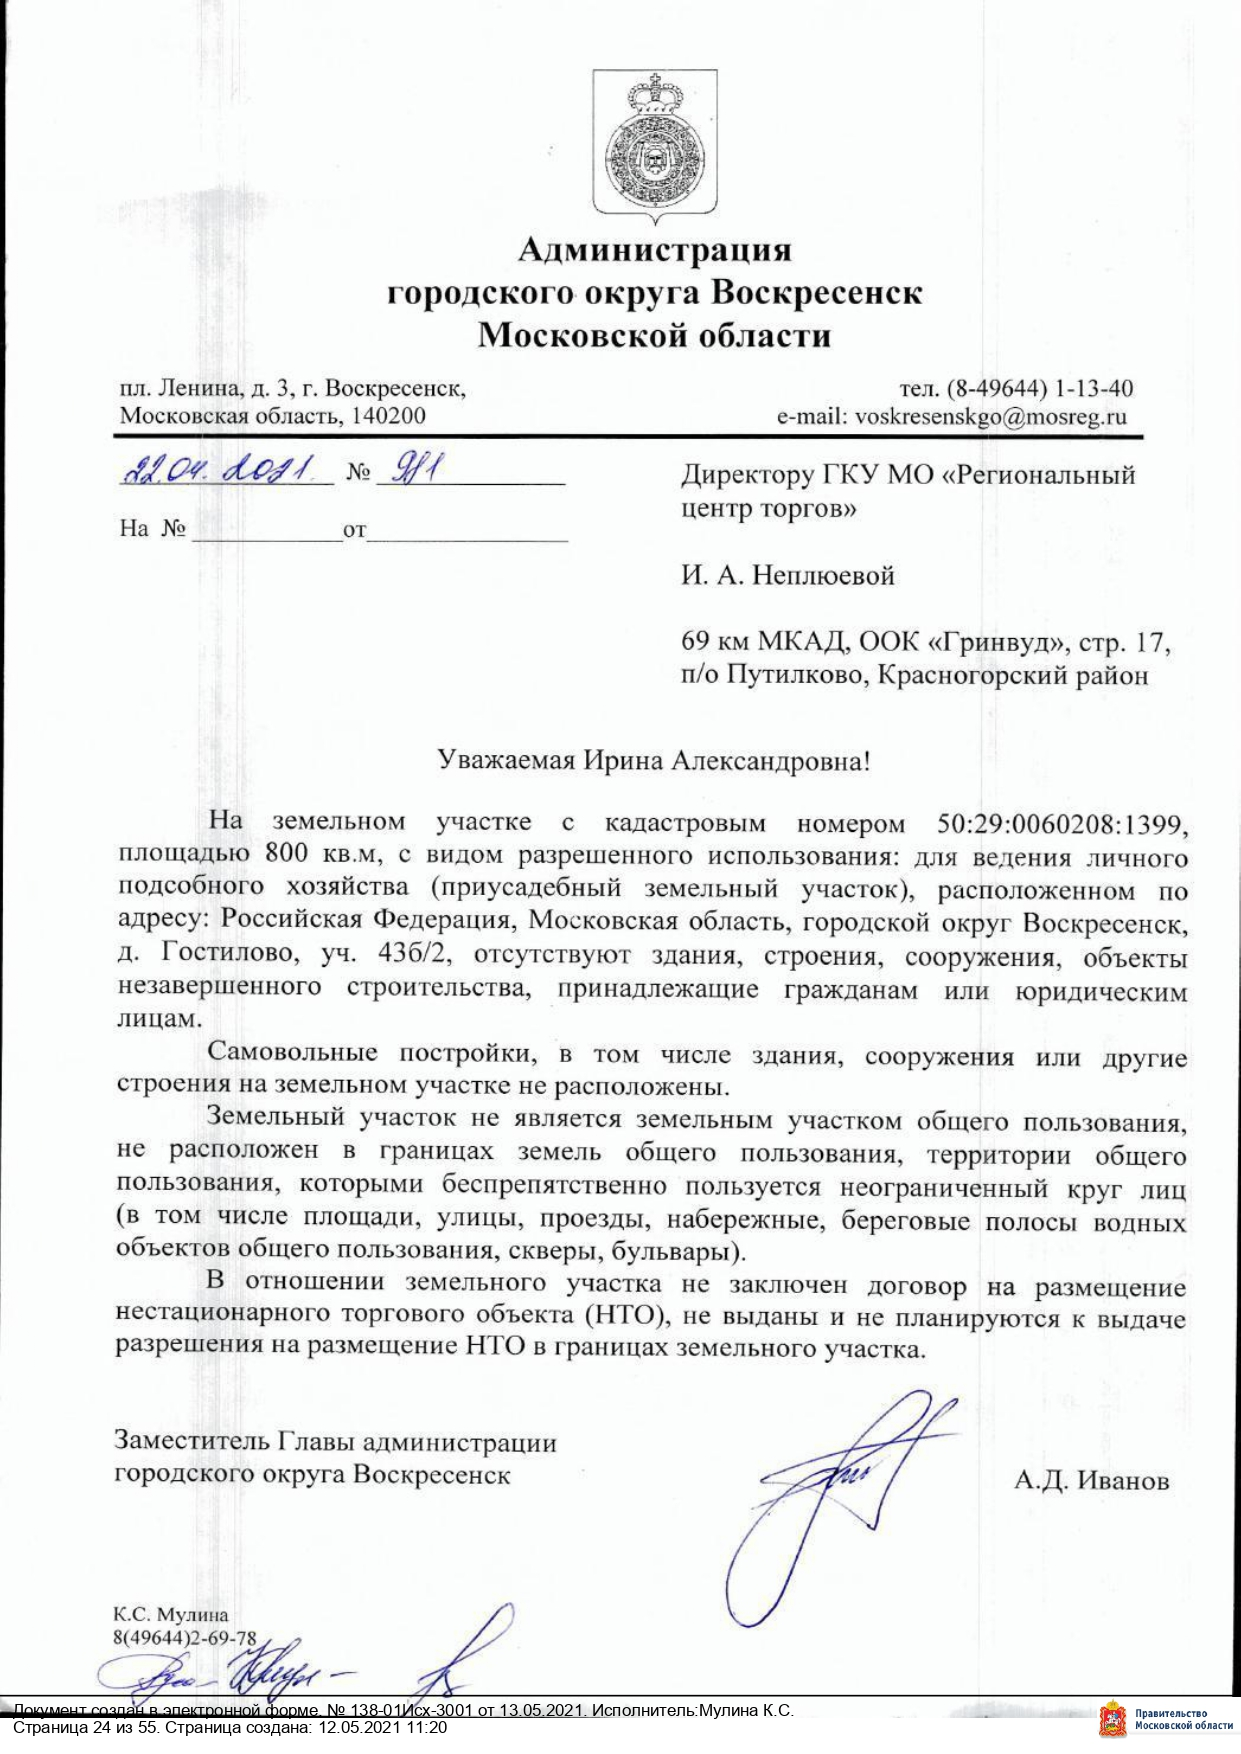 Администрация
городского округа Воскресенск
Московской области
пл. Ленина, д. 3, г. Воскресенск,
Московская область, 140200
тел. (8-49644) 1-13-40
e-mail: voskresenskgo@mosreg.ru
22.04.2021. № 981
На № ____________от________________
Директору ГКУ МО «Региональный
центр торгов»
И. А. Неплюевой
69 км МКАД, ООК «Гринвуд», стр. 17,
п/о Путилково, Красногорский район
Уважаемая Ирина Александровна!
На земельном участке с кадастровым номером 50:29:0060208:1399,
площадью 800 кв.м, с видом разрешенного использования: для ведения личного
подсобного хозяйства (приусадебный земельный участок), расположенном по
адресу: Российская Федерация, Московская область, городской округ Воскресенск,
д. Гостилово, уч. 43б/2, отсутствуют здания, строения, сооружения, объекты
незавершенного строительства, принадлежащие гражданам или юридическим
лицам.
Самовольные постройки, в том числе здания, сооружения или другие
строения на земельном участке не расположены.
Земельный участок не является земельным участком общего пользования,
не расположен в границах земель общего пользования, территории общего
пользования, которыми беспрепятственно пользуется неограниченный круг лиц
(в том числе площади, улицы, проезды, набережные, береговые полосы водных
объектов общего пользования, скверы, бульвары).
В отношении земельного участка не заключен договор на размещение
нестационарного торгового объекта (НТО), не выданы и не планируются к выдаче
разрешения на размещение НТО в границах земельного участка.
Заместитель Главы администрации
городского округа Воскресенск
А.Д. Иванов
К.С. Мулина
8(49644)2-69-78
Документ создан в электронной форме. № 138-01Исх-3001 от 13.05.2021. Исполнитель:Мулина К.С.
Страница 24 из 55. Страница создана: 12.05.2021 11:20
Правительство
Московской области